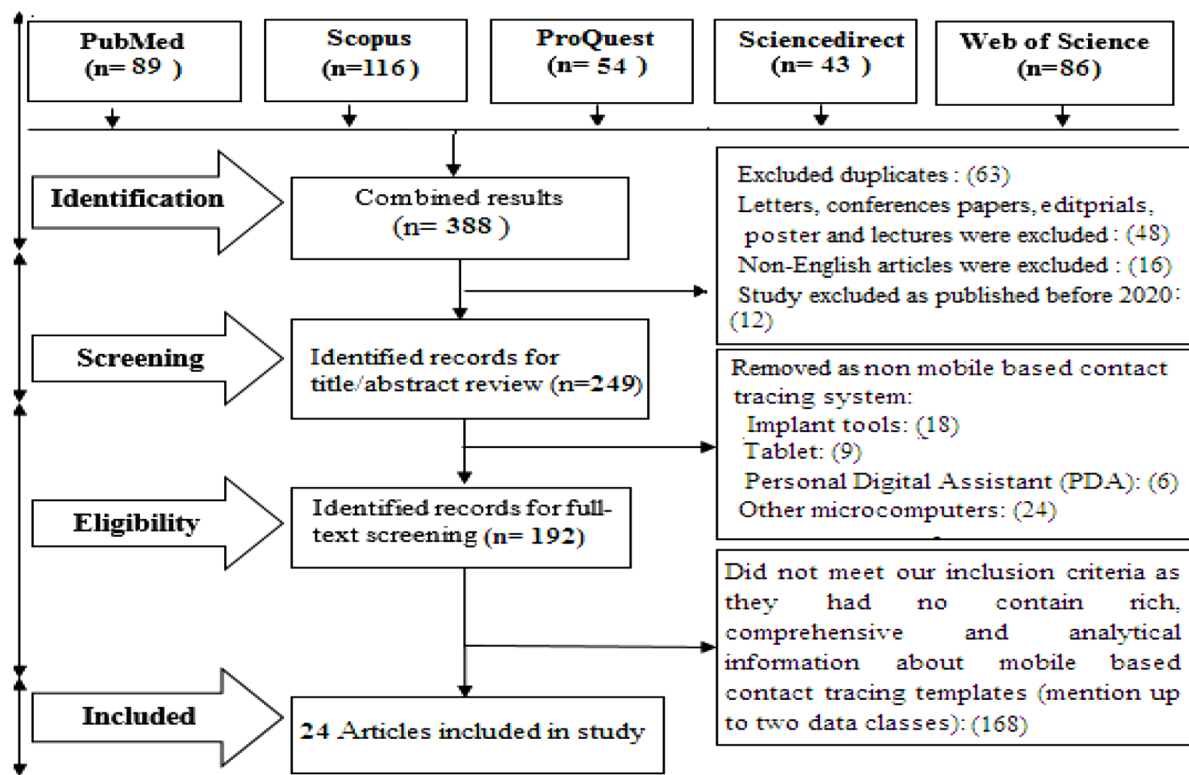 PubMed
(n= 89 )
Scopus
(n=116)
ProQuest
(n= 54 )
Sciencedirect
(n= 43 )
Web of Science
(n=86)
Identification
Combined results
(n= 388 )
Excluded duplicates : (63)
Letters, conferences papers, editprials,
poster and lectures were excluded : (48)
Non-English articles were excluded : (16)
Study excluded as published before 2020:
(12)
Screening
Identified records for
title/abstract review (n=249)
Removed as non mobile based contact
tracing system:
Implant tools: (18)
Tablet: (9)
Personal Digital Assistant (PDA): (6)
Other microcomputers: (24)
Eligibility
Identified records for full-
text screening (n= 192)
Did not meet our inclusion criteria as
they had no contain rich,
comprehensive and analytical
information about mobile based
contact tracing templates (mention up
to two data classes): (168)
Included
24 Articles included in study